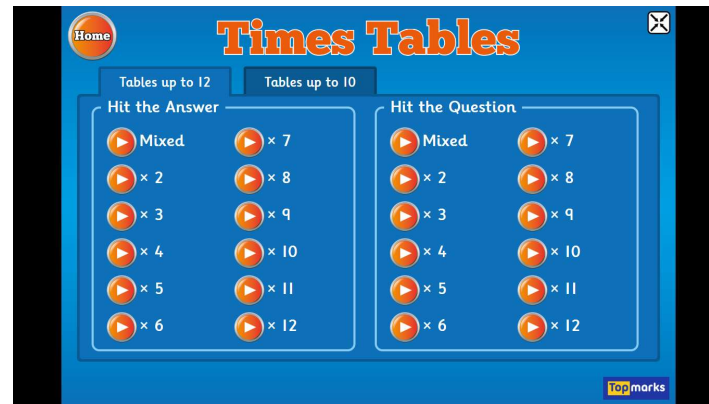 Home
Times Tables
Tables up to 12
Tables up to 10
Hit the Answer
Mixed
× 2
× 3
× 4
× 5
× 6
× 7
× 8
× 9
× 10
× 11
× 12
Hit the Question
Mixed
× 2
× 3
× 4
× 5
× 6
× 7
× 8
× 9
× 10
× 11
× 12
Topmarks